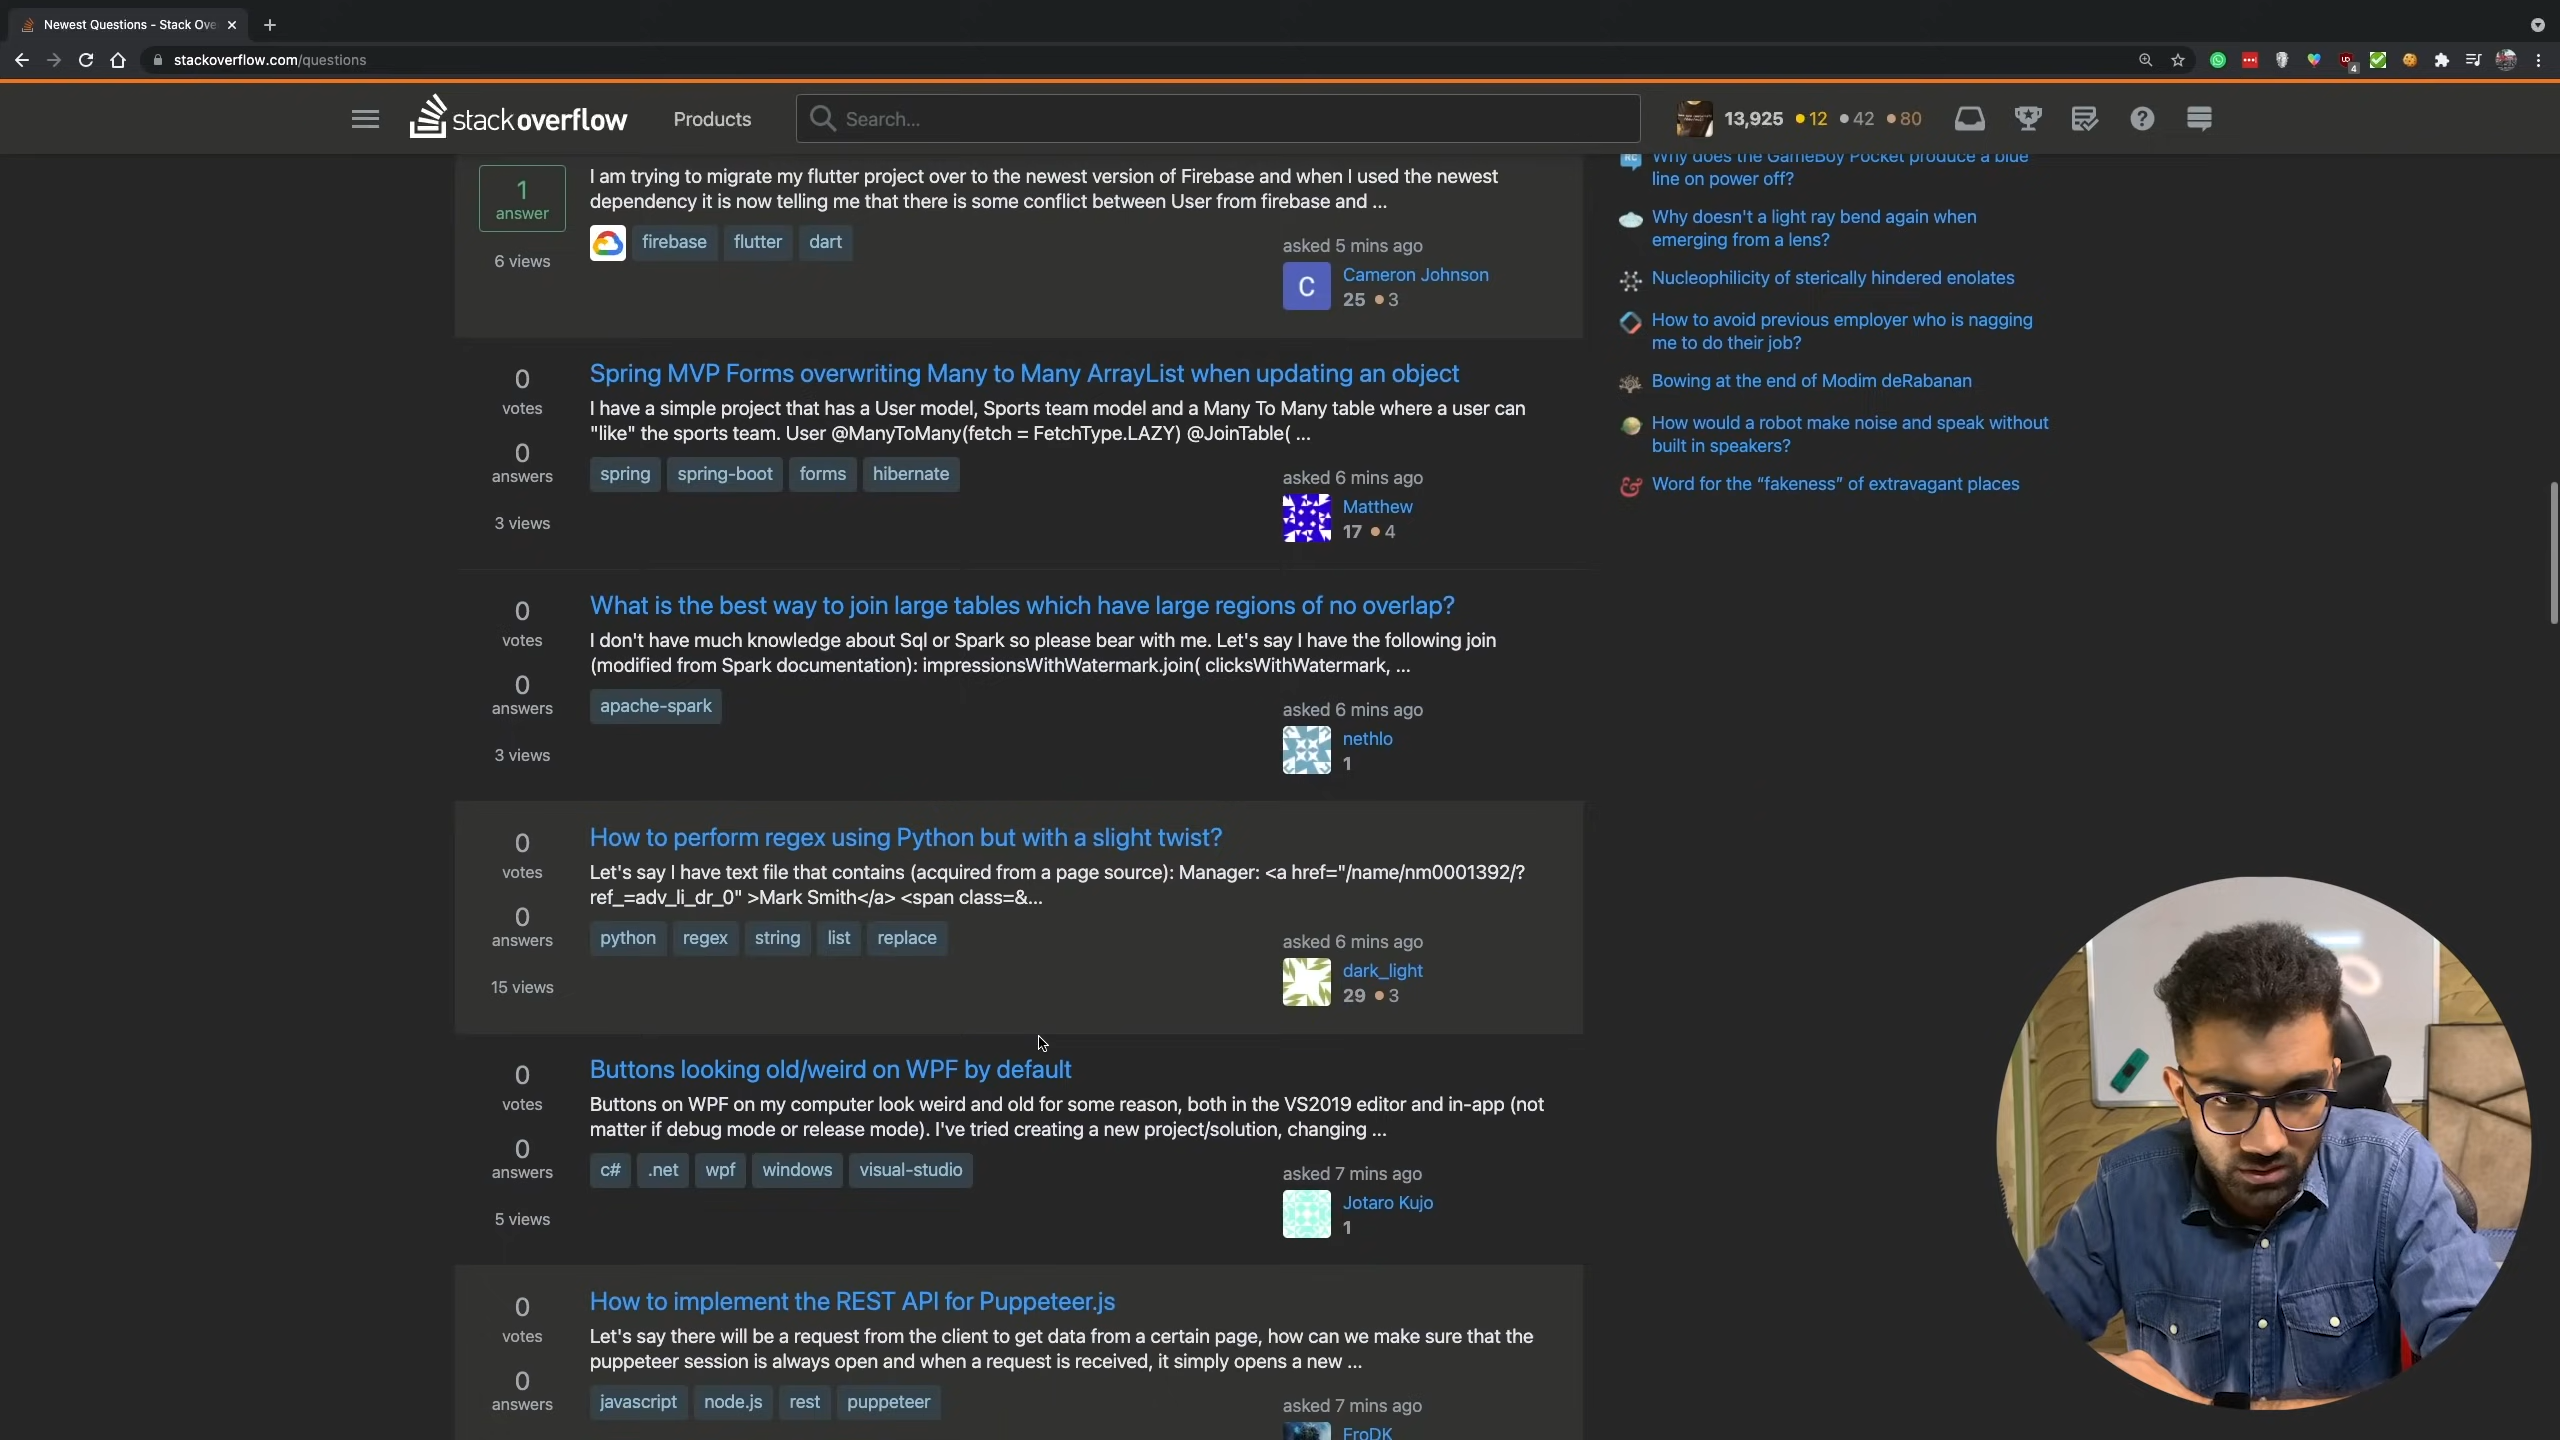 Newest Questions - Stack Ove
stackoverflow.com/questions
4
stackoverflow
Products
Search...
13,925 12 42 80
1
answer
6 views
I am trying to migrate my flutter project over to the newest version of Firebase and when I used the newest
dependency it is now telling me that there is some conflict between User from firebase and ...
firebase flutter dart
asked 5 mins ago
C
Cameron Johnson
25 3
0
votes
0
answers
3 views
Spring MVP Forms overwriting Many to Many ArrayList when updating an object
I have a simple project that has a User model, Sports team model and a Many To Many table where a user can
"like" the sports team. User @ManyToMany(fetch = FetchType.LAZY) @JoinTable( ...
spring spring-boot forms hibernate
asked 6 mins ago
Matthew
17 4
0
votes
0
answers
3 views
What is the best way to join large tables which have large regions of no overlap?
I don't have much knowledge about Sql or Spark so please bear with me. Let's say I have the following join
(modified from Spark documentation): impressionsWithWatermark.join( clicksWithWatermark, ...
apache-spark
asked 6 mins ago
nethlo
1
0
votes
0
answers
15 views
How to perform regex using Python but with a slight twist?
Let's say I have text file that contains (acquired from a page source): Manager: <a href="/name/nm0001392/?
ref_=adv_li_dr_0" >Mark Smith</a> <span class=&...
python regex string list replace
asked 6 mins ago
dark_light
29 3
0
votes
0
answers
5 views
Buttons looking old/weird on WPF by default
Buttons on WPF on my computer look weird and old for some reason, both in the VS2019 editor and in-app (not
matter if debug mode or release mode). I've tried creating a new project/solution, changing ...
c# .net wpf windows visual-studio
asked 7 mins ago
Jotaro Kujo
1
0
votes
0
answers
How to implement the REST API for Puppeteer.js
Let's say there will be a request from the client to get data from a certain page, how can we make sure that the
puppeteer session is always open and when a request is received, it simply opens a new ...
javascript node.js rest puppeteer
asked 7 mins ago
EroDK
Why does the GameBoy Pocket produce a blue
line on power off?
Why doesn't a light ray bend again when
emerging from a lens?
Nucleophilicity of sterically hindered enolates
How to avoid previous employer who is nagging
me to do their job?
Bowing at the end of Modim deRabanan
How would a robot make noise and speak without
built in speakers?
Word for the “fakeness” of extravagant places